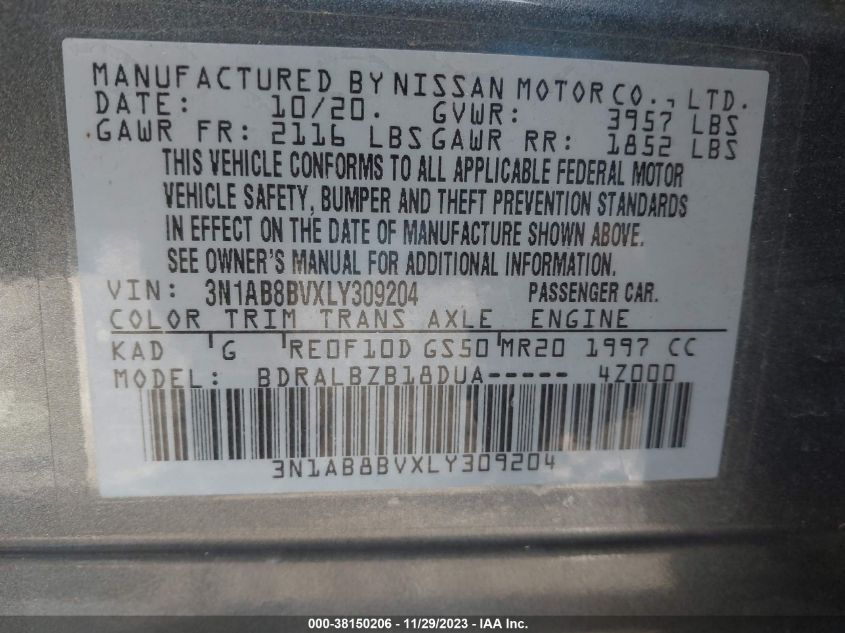 MANUFACTURED BY NISSAN MOTOR CO., LTD.
DATE: 10/20. GVWR: 3957 LBS
GAWR FR: 2116 LBS GAWR RR: 1852 LBS
THIS VEHICLE CONFORMS TO ALL APPLICABLE FEDERAL MOTOR
VEHICLE SAFETY, BUMPER AND THEFT PREVENTION STANDARDS
IN EFFECT ON THE DATE OF MANUFACTURE SHOWN ABOVE.
SEE OWNER'S MANUAL FOR ADDITIONAL INFORMATION.
VIN: 3N1AB8BVXLY309204 PASSENGER CAR.
COLOR TRIM TRANS AXLE ENGINE
KAD G RE0F10D GS50 MR20 1997 CC
MODEL: BDRALBZB18DUA----- 4Z000
3N1AB8BVXLY309204
000-38150206 - 11/29/2023 - IAA Inc.